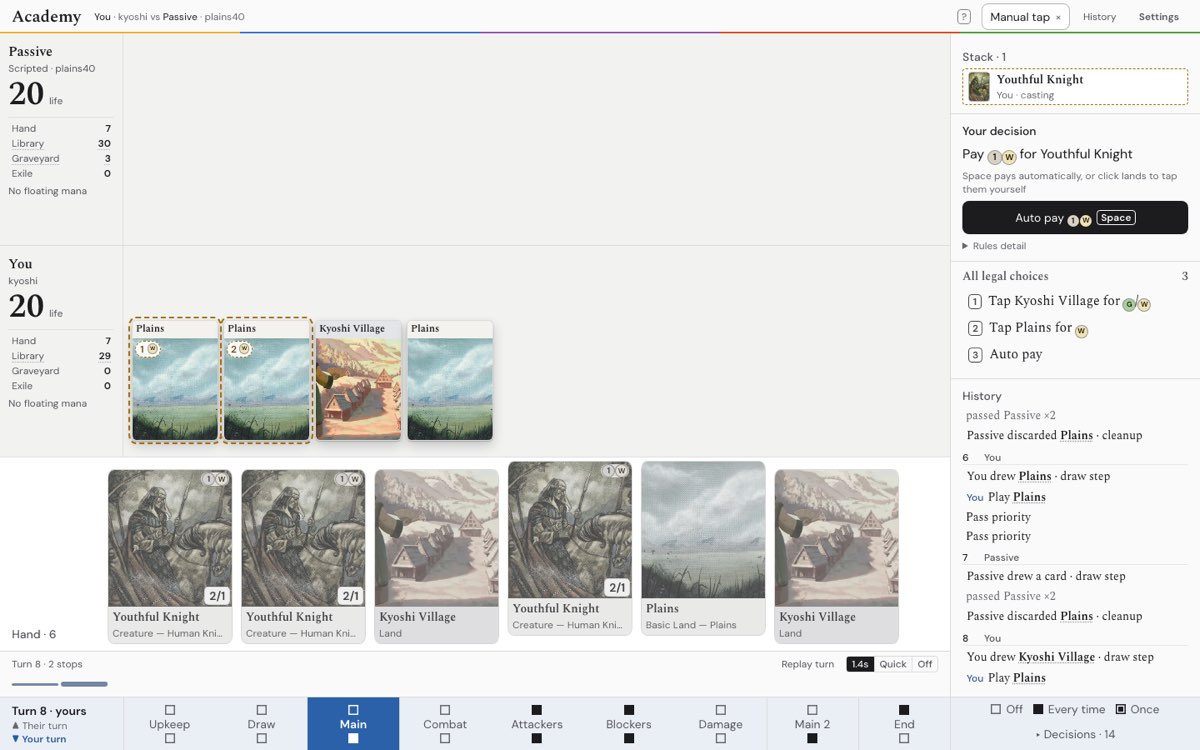 Academy You · kyoshi vs Passive · plains40 ? Manual tap × History Settings
Passive
Scripted · plains40
20 life
Hand 7
Library 30
Graveyard 3
Exile 0
No floating mana
You
kyoshi
20 life
Hand 7
Library 29
Graveyard 0
Exile 0
No floating mana
Plains
1 W
Plains
2 W
Kyoshi Village
Plains
Hand · 6
1 W
2/1
Youthful Knight
Creature — Human Kni...
1 W
2/1
Youthful Knight
Creature — Human Kni...
Kyoshi Village
Land
1 W
2/1
Youthful Knight
Creature — Human Kni...
Plains
Basic Land — Plains
Kyoshi Village
Land
Turn 8 · 2 stops
Replay turn 1.4s Quick Off
Turn 8 · yours
Their turn
Your turn
Upkeep
Draw
Main
Combat
Attackers
Blockers
Damage
Main 2
End
Stack · 1
Youthful Knight
You · casting
Your decision
Pay 1 W for Youthful Knight
Space pays automatically, or click lands to tap
them yourself
Auto pay 1 W Space
Rules detail
All legal choices 3
1 Tap Kyoshi Village for G/W
2 Tap Plains for W
3 Auto pay
History
passed Passive ×2
Passive discarded Plains · cleanup
6 You
You drew Plains · draw step
You Play Plains
Pass priority
Pass priority
7 Passive
Passive drew a card · draw step
passed Passive ×2
Passive discarded Plains · cleanup
8 You
You drew Kyoshi Village · draw step
You Play Plains
Off Every time Once
Decisions · 14